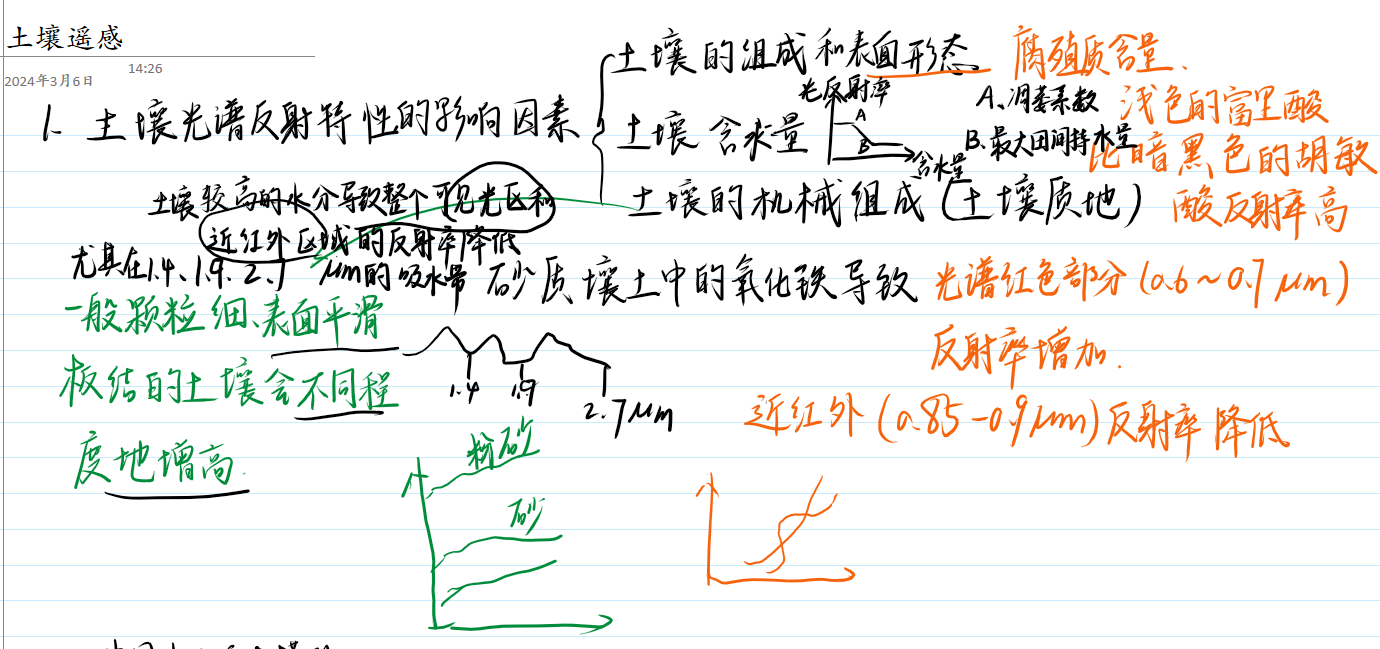 土壤遥感
2024年3月6日
14:26
1. 土壤光谱反射特性的影响因素
土壤的组成和表面形态
腐殖质含量、
浅色的富里酸
比暗黑色的胡敏
酸反射率高
土壤含水量
光反射率
A
B
含水量
A、凋萎系数
B、最大田间持水量
土壤的机械组成(土壤质地)
土壤较高的水分导致整个可见光区和
近红外区域的反射率降低
尤其在1.4、1.9、2.7 μm的吸水带
砂质壤土中的氧化铁导致
光谱红色部分(0.6~0.7μm)
反射率增加.
近红外(0.85-0.9μm)反射率降低
一般颗粒细、表面平滑
板结的土壤会不同程
度地增高
1.4
1.9
2.7μm
粉砂
砂